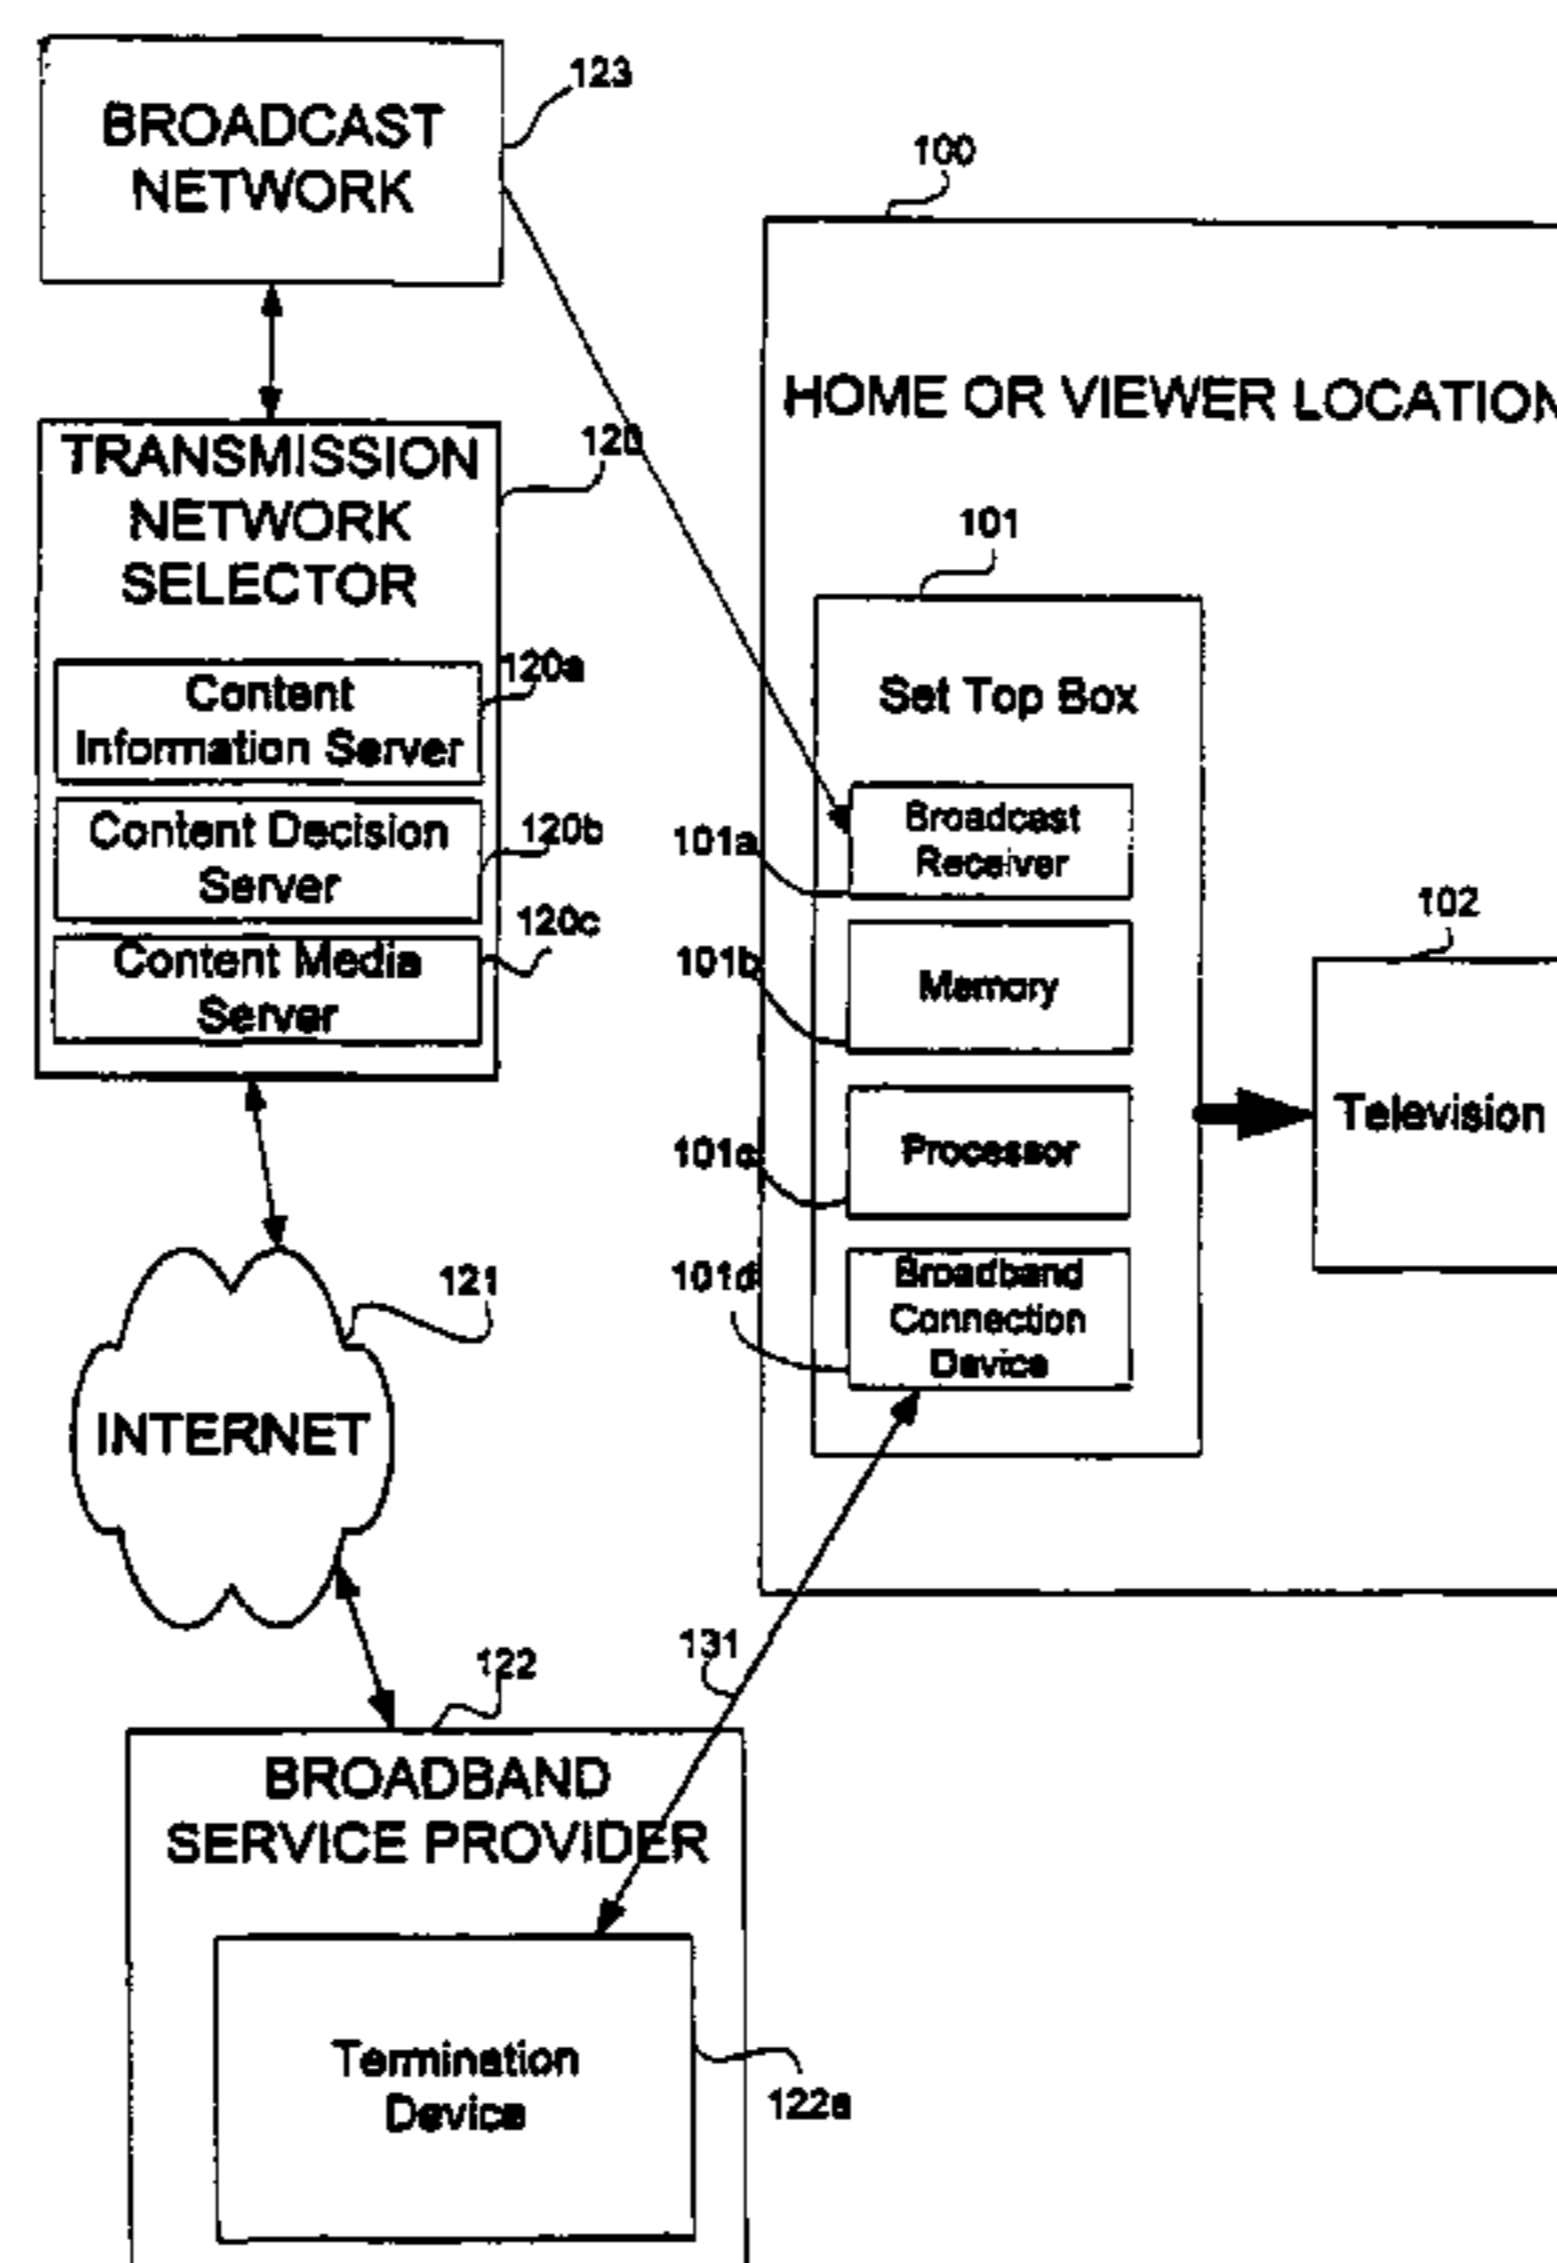 123
BROADCAST
NETWORK
100
HOME OR VIEWER LOCATION
120
TRANSMISSION
NETWORK
SELECTOR
120a
Content
Information Server
120b
Content Decision
Server
120c
Content Media
Server
101
Set Top Box
101a
Broadcast
Receiver
101b
Memory
101c
Processor
101d
Broadband
Connection
Device
102
Television
121
INTERNET
131
122
BROADBAND
SERVICE PROVIDER
Termination
Device
122a